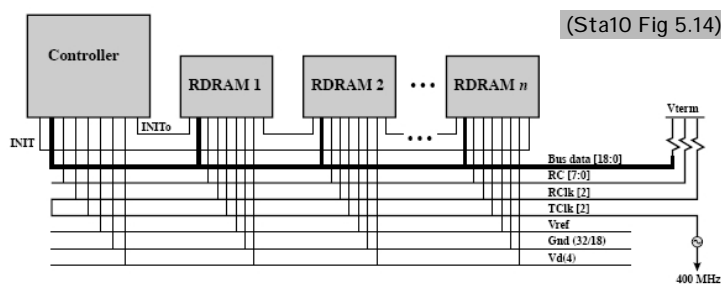 (Sta10 Fig 5.14)
Controller
RDRAM 1
RDRAM 2
• • •
RDRAM n
Vterm
INITo
INIT
• • •
Bus data [18:0]
RC [7:0]
RClk [2]
TClk [2]
Vref
Gnd (32/18)
Vd(4)
400 MHz